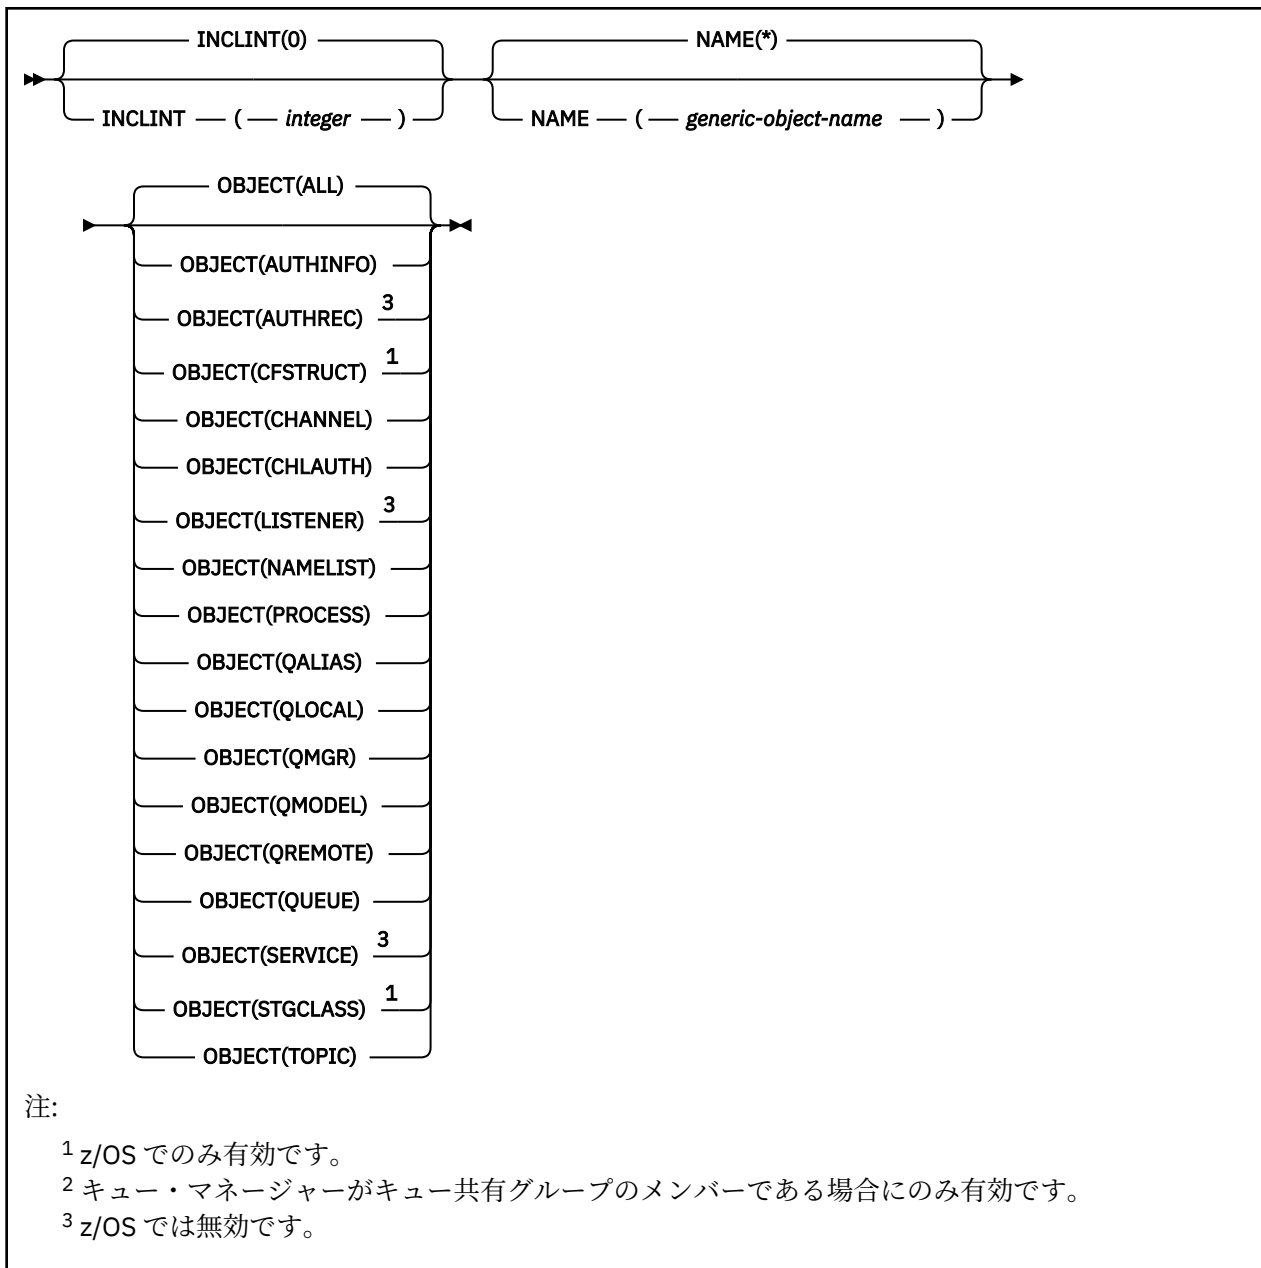 INCLINT(0) NAME(*)
INCLINT ( integer ) NAME ( generic-object-name )
OBJECT(ALL)
OBJECT(AUTHINFO)
OBJECT(AUTHREC) 3
OBJECT(CFSTRUCT) 1
OBJECT(CHANNEL)
OBJECT(CHLAUTH)
OBJECT(LISTENER) 3
OBJECT(NAMELIST)
OBJECT(PROCESS)
OBJECT(QALIAS)
OBJECT(QLOCAL)
OBJECT(QMGR)
OBJECT(QMODEL)
OBJECT(QREMOTE)
OBJECT(QUEUE)
OBJECT(SERVICE) 3
OBJECT(STGCLASS) 1
OBJECT(TOPIC)
注:
1 z/OS でのみ有効です。
2 キュー・マネージャーがキュー共有グループのメンバーである場合にのみ有効です。
3 z/OS では無効です。